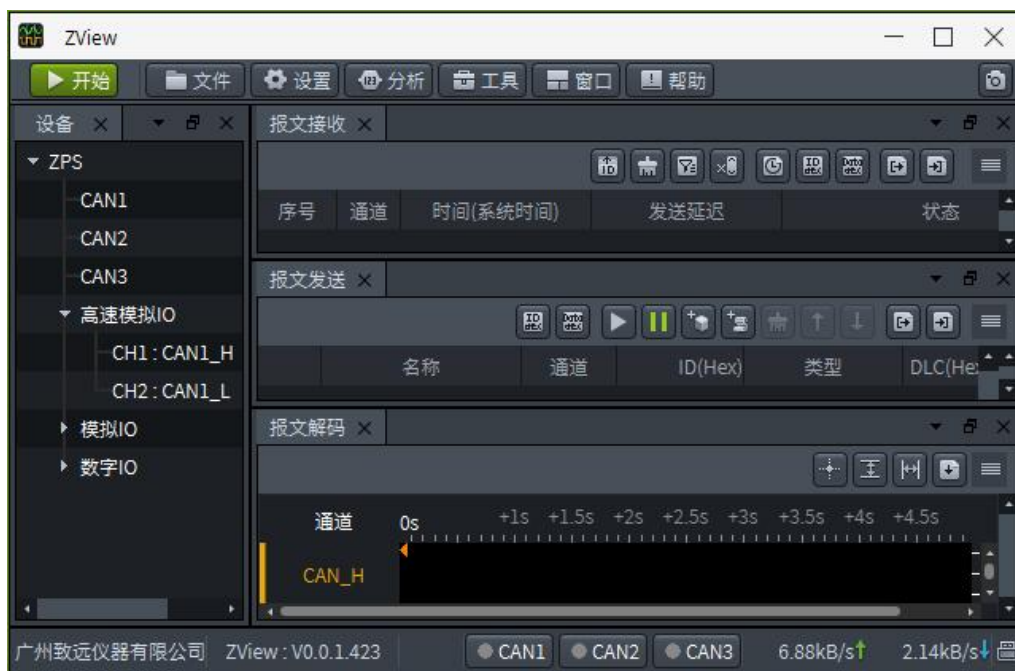 ZView
开始 文件 设置 分析 工具 窗口 帮助
设备
ZPS
CAN1
CAN2
CAN3
高速模拟IO
CH1 : CAN1_H
CH2 : CAN1_L
模拟IO
数字IO
报文接收
序号 通道 时间(系统时间) 发送延迟 状态
报文发送
名称 通道 ID(Hex) 类型 DLC(He
报文解码
通道 0s +1s +1.5s +2s +2.5s +3s +3.5s +4s +4.5s
CAN_H
广州致远仪器有限公司 ZView : V0.0.1.423 CAN1 CAN2 CAN3 6.88kB/s 2.14kB/s